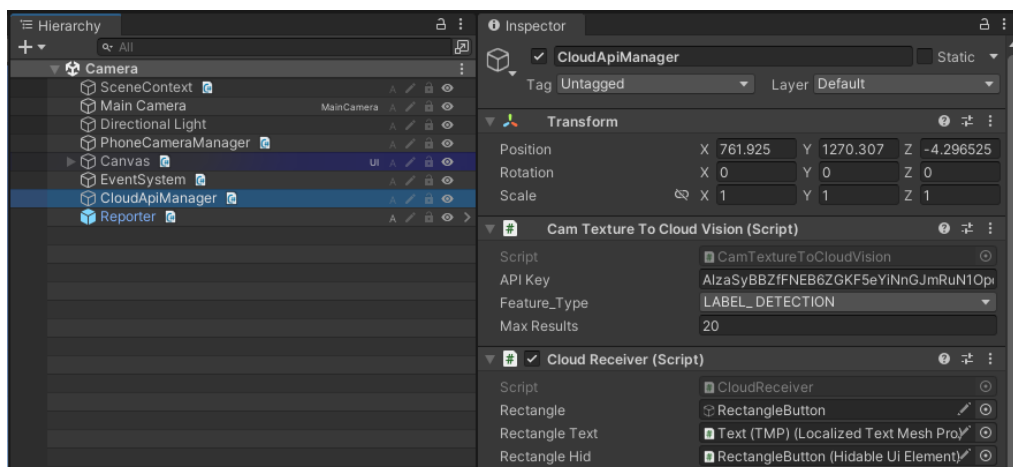 Hierarchy
All
Camera
SceneContext
Main Camera MainCamera
Directional Light
PhoneCameraManager
Canvas UI
EventSystem
CloudApiManager
Reporter
Inspector
CloudApiManager Static
Tag Untagged Layer Default
Transform
Position X 761.925 Y 1270.307 Z -4.296525
Rotation X 0 Y 0 Z 0
Scale X 1 Y 1 Z 1
Cam Texture To Cloud Vision (Script)
Script CamTextureToCloudVision
API Key AIzaSyBBZfFNEB6ZGKF5eYiNnGJmRuN1Op
Feature_Type LABEL_DETECTION
Max Results 20
Cloud Receiver (Script)
Script CloudReceiver
Rectangle RectangleButton
Rectangle Text Text (TMP) (Localized Text Mesh Pro)
Rectangle Hid RectangleButton (Hidable Ui Element)